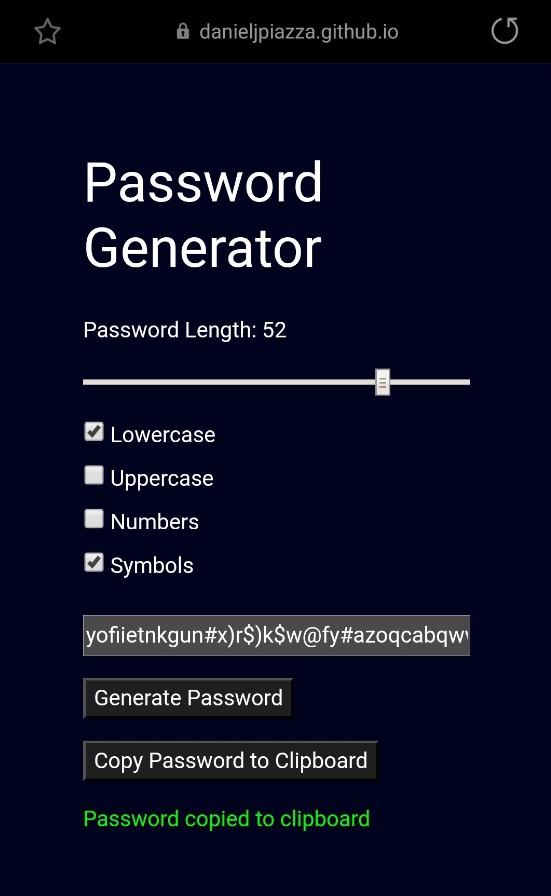 danieljpiazza.github.io
Password
Generator
Password Length: 52
Lowercase
Uppercase
Numbers
Symbols
yofiietnkgun#x)r$)k$w@fy#azoqcabqw
Generate Password
Copy Password to Clipboard
Password copied to clipboard